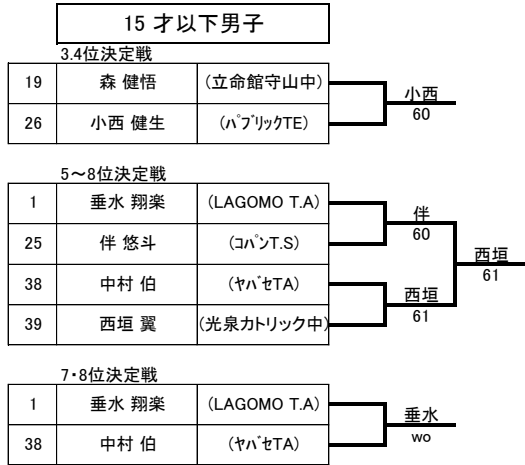 15 才以下男子
3.4位決定戦
19 森 健悟 (立命館守山中)
小西
60
26 小西 健生 (ﾊﾟﾌﾞﾘｯｸTE)
5～8位決定戦
1 垂水 翔楽 (LAGOMO T.A)
伴
60
25 伴 悠斗 (ｺﾊﾟﾝT.S)
西垣
61
38 中村 伯 (ﾔﾊﾞｾTA)
西垣
61
39 西垣 翼 (光泉カトリック中)
7・8位決定戦
1 垂水 翔楽 (LAGOMO T.A)
垂水
wo
38 中村 伯 (ﾔﾊﾞｾTA)